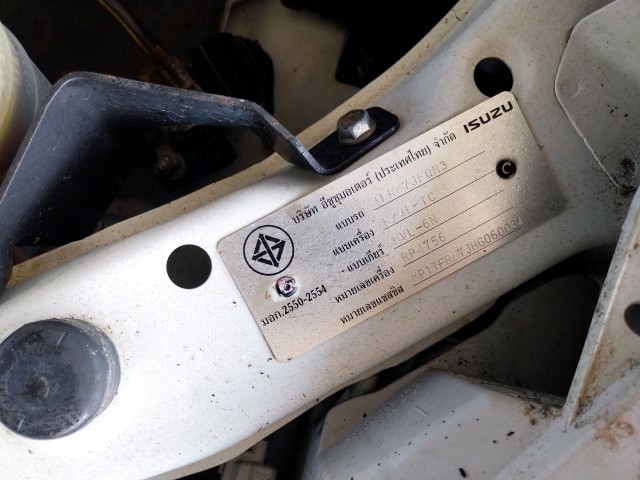 ISUZU
บริษัท อีซูซุมอเตอร์ (ประเทศไทย) จำกัด
แบบรถ
แบบเครื่อง
แบบเกียร์ MVL-6N
หมายเลขเครื่อง RP1756
หมายเลขแชสซีส
มอก.2550-2554
C